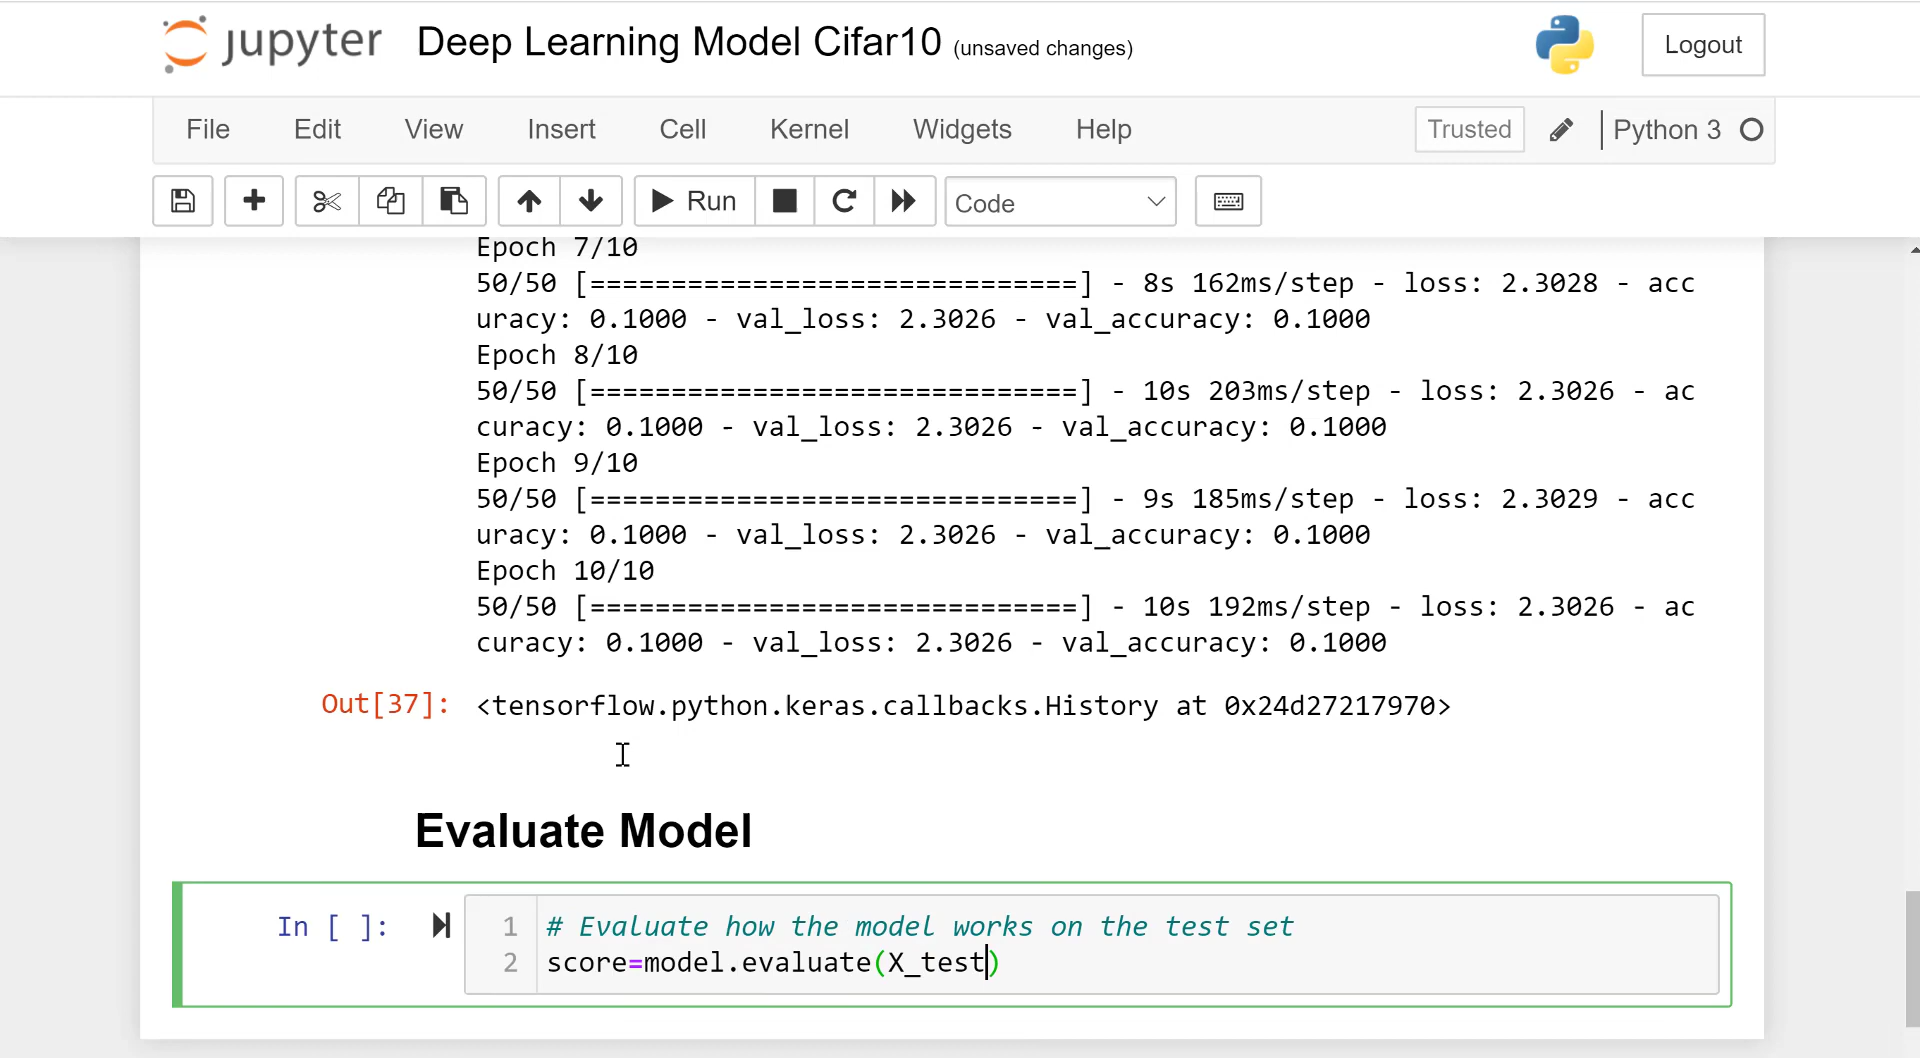 jupyter Deep Learning Model Cifar10 (unsaved changes) Logout
File Edit View Insert Cell Kernel Widgets Help Trusted Python 3
Run Code
Epoch 7/10
50/50 [==============================] - 8s 162ms/step - loss: 2.3028 - acc
uracy: 0.1000 - val_loss: 2.3026 - val_accuracy: 0.1000
Epoch 8/10
50/50 [==============================] - 10s 203ms/step - loss: 2.3026 - ac
curacy: 0.1000 - val_loss: 2.3026 - val_accuracy: 0.1000
Epoch 9/10
50/50 [==============================] - 9s 185ms/step - loss: 2.3029 - acc
uracy: 0.1000 - val_loss: 2.3026 - val_accuracy: 0.1000
Epoch 10/10
50/50 [==============================] - 10s 192ms/step - loss: 2.3026 - ac
curacy: 0.1000 - val_loss: 2.3026 - val_accuracy: 0.1000
Out[37]: <tensorflow.python.keras.callbacks.History at 0x24d27217970>
Evaluate Model
In [ ]: 1 # Evaluate how the model works on the test set
2 score=model.evaluate(X_test)